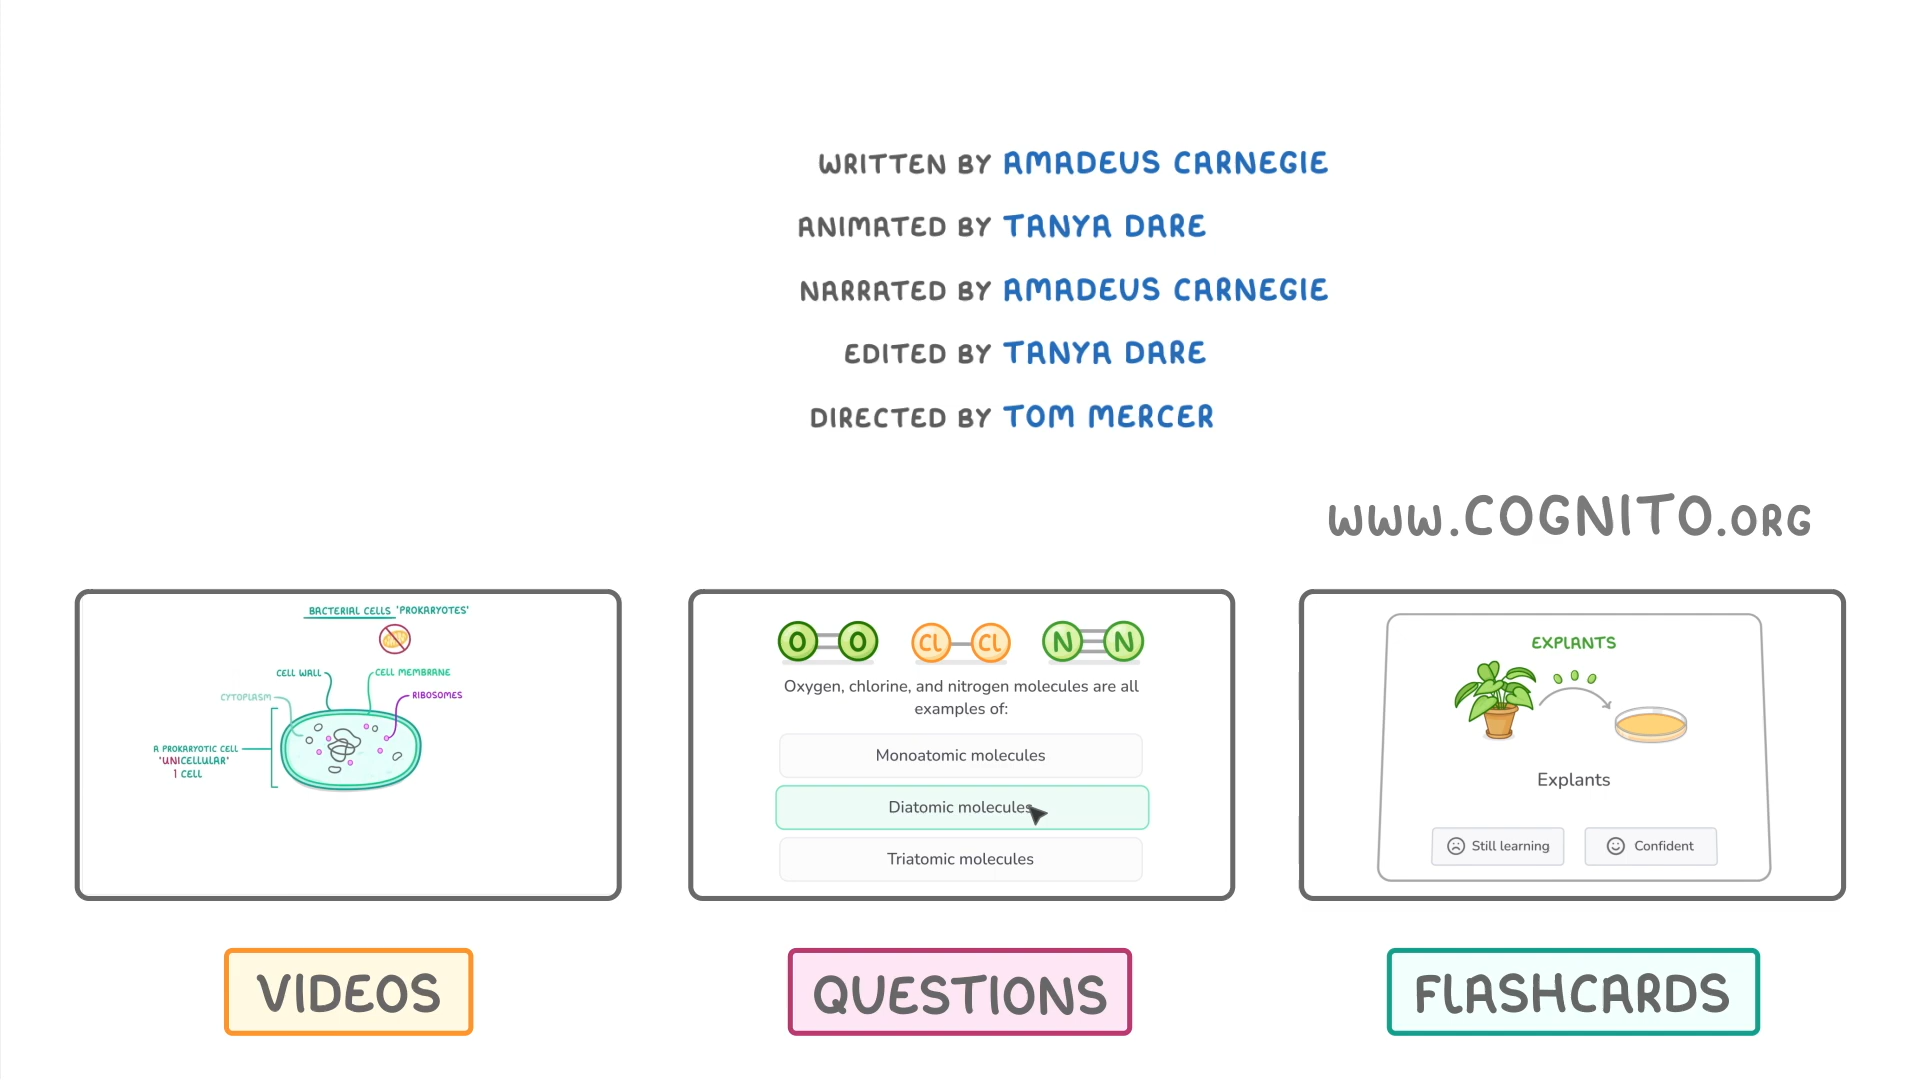 WRITTEN BY AMADEUS CARNEGIE
ANIMATED BY TANYA DARE
NARRATED BY AMADEUS CARNEGIE
EDITED BY TANYA DARE
DIRECTED BY TOM MERCER
WWW.COGNITO.ORG
BACTERIAL CELLS 'PROKARYOTES'
CELL WALL
CELL MEMBRANE
CYTOPLASM
RIBOSOMES
A PROKARYOTIC CELL
'UNICELLULAR'
1 CELL
O O Cl Cl N N
Oxygen, chlorine, and nitrogen molecules are all
examples of:
Monoatomic molecules
Diatomic molecules
Triatomic molecules
EXPLANTS
Explants
Still learning
Confident
VIDEOS
QUESTIONS
FLASHCARDS